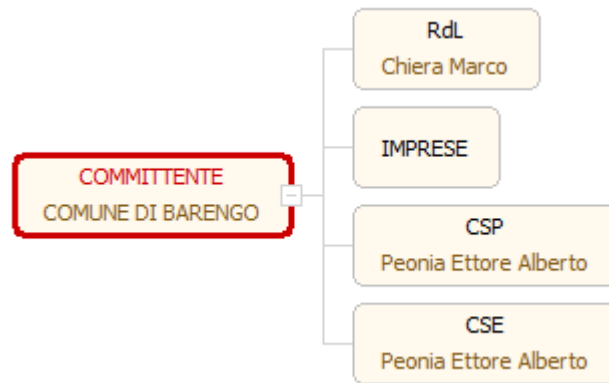 RdL
Chiera Marco
IMPRESE
COMMITTENTE
COMUNE DI BARENGO
CSP
Peonia Ettore Alberto
CSE
Peonia Ettore Alberto